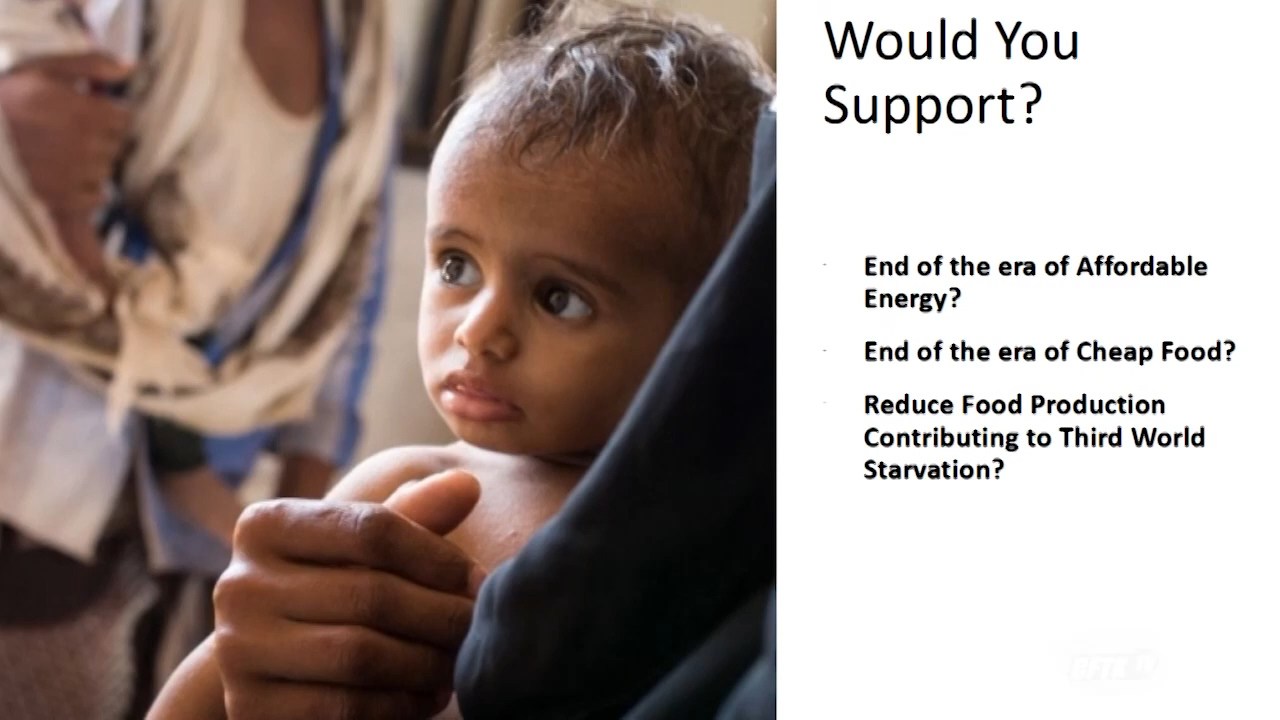 Would You
Support?
End of the era of Affordable
Energy?
End of the era of Cheap Food?
Reduce Food Production
Contributing to Third World
Starvation?